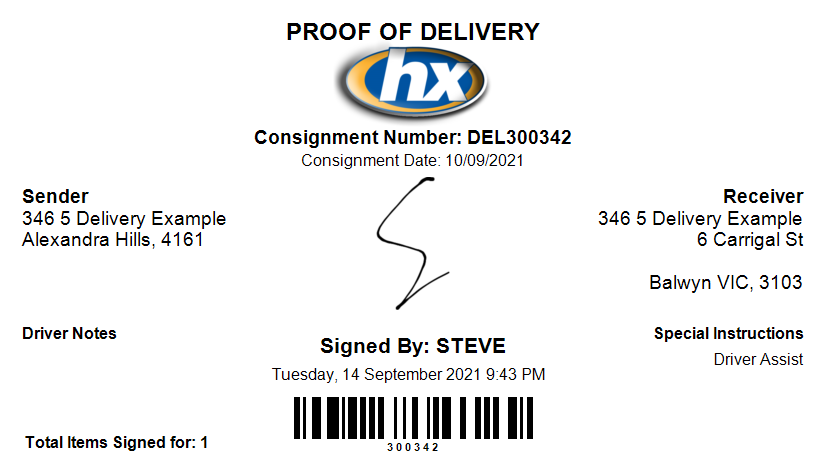 PROOF OF DELIVERY
hx
Consignment Number: DEL300342
Consignment Date: 10/09/2021
Sender
346 5 Delivery Example
Alexandra Hills, 4161
Receiver
346 5 Delivery Example
6 Carrigal St
Balwyn VIC, 3103
Driver Notes
Signed By: STEVE
Tuesday, 14 September 2021 9:43 PM
Special Instructions
Driver Assist
Total Items Signed for: 1
300342